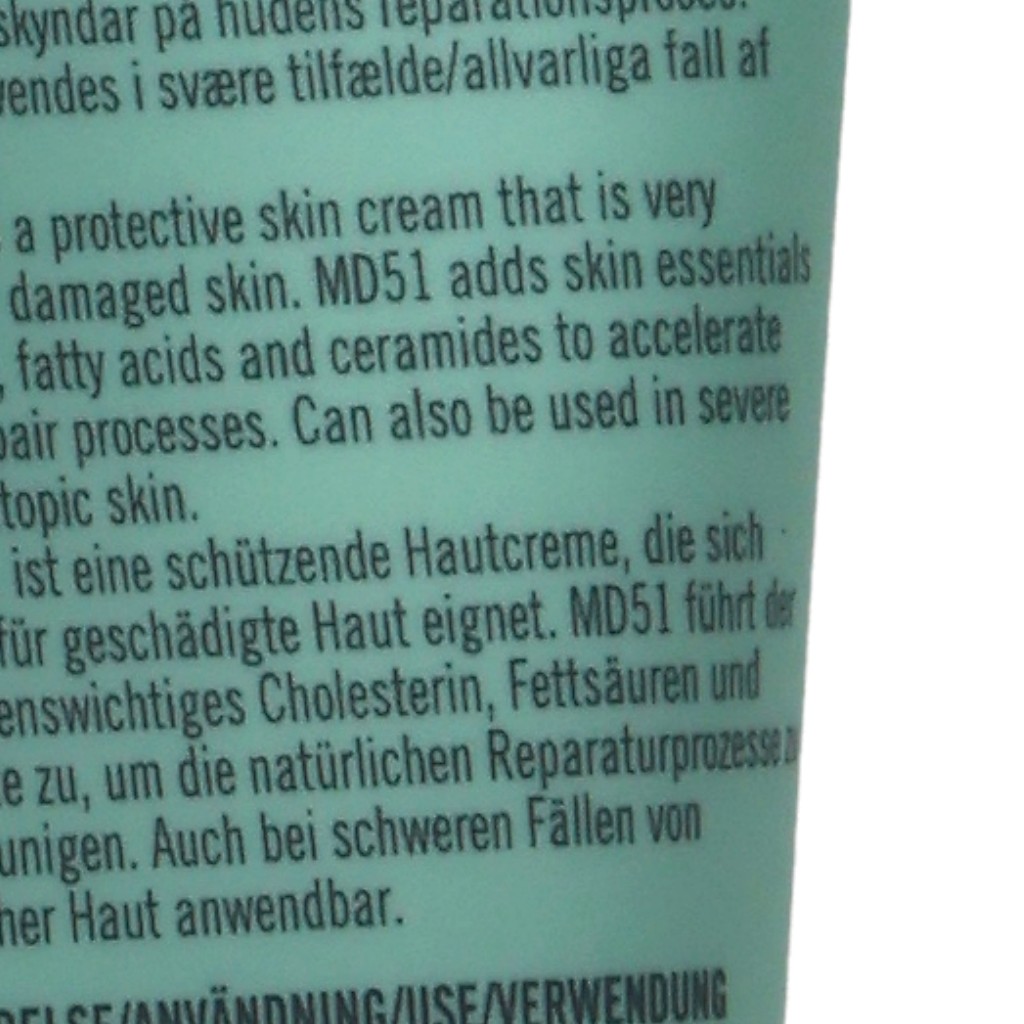 skyndar på hudens reparationsproces.
vendes i svære tilfælde/allvarliga fall af
a protective skin cream that is very
damaged skin. MD51 adds skin essentials
, fatty acids and ceramides to accelerate
pair processes. Can also be used in severe
topic skin.
ist eine schützende Hautcreme, die sich
für geschädigte Haut eignet. MD51 führt der
enswichtiges Cholesterin, Fettsäuren und
e zu, um die natürlichen Reparaturprozesse zu
unigen. Auch bei schweren Fällen von
her Haut anwendbar.
DELSE/ANVÄNDNING/USE/VERWENDUNG